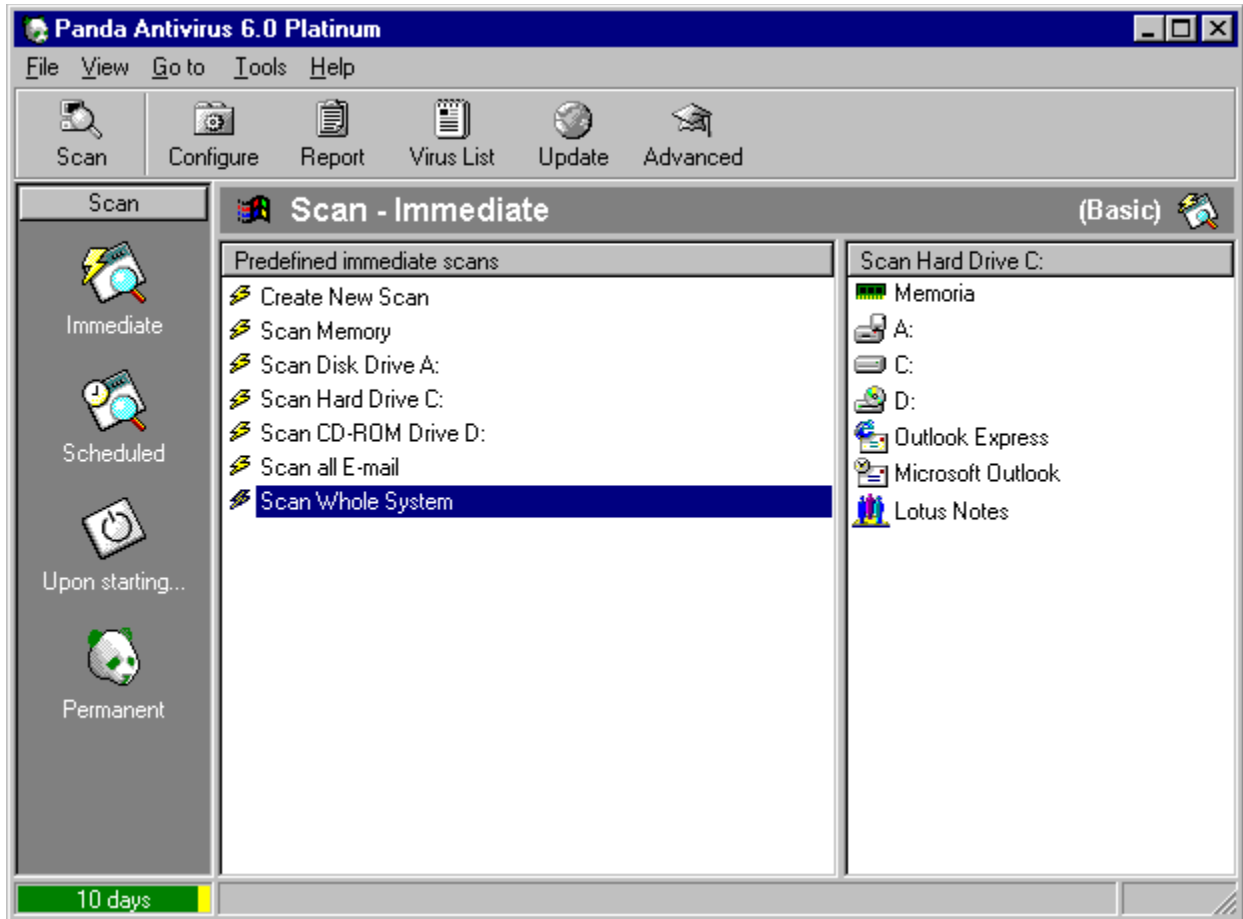 Panda Antivirus 6.0 Platinum
File View Go to Tools Help
Scan Configure Report Virus List Update Advanced
Scan
Immediate
Scheduled
Upon starting...
Permanent
Scan - Immediate (Basic)
Predefined immediate scans
Create New Scan
Scan Memory
Scan Disk Drive A:
Scan Hard Drive C:
Scan CD-ROM Drive D:
Scan all E-mail
Scan Whole System
Scan Hard Drive C:
Memoria
A:
C:
D:
Outlook Express
Microsoft Outlook
Lotus Notes
10 days